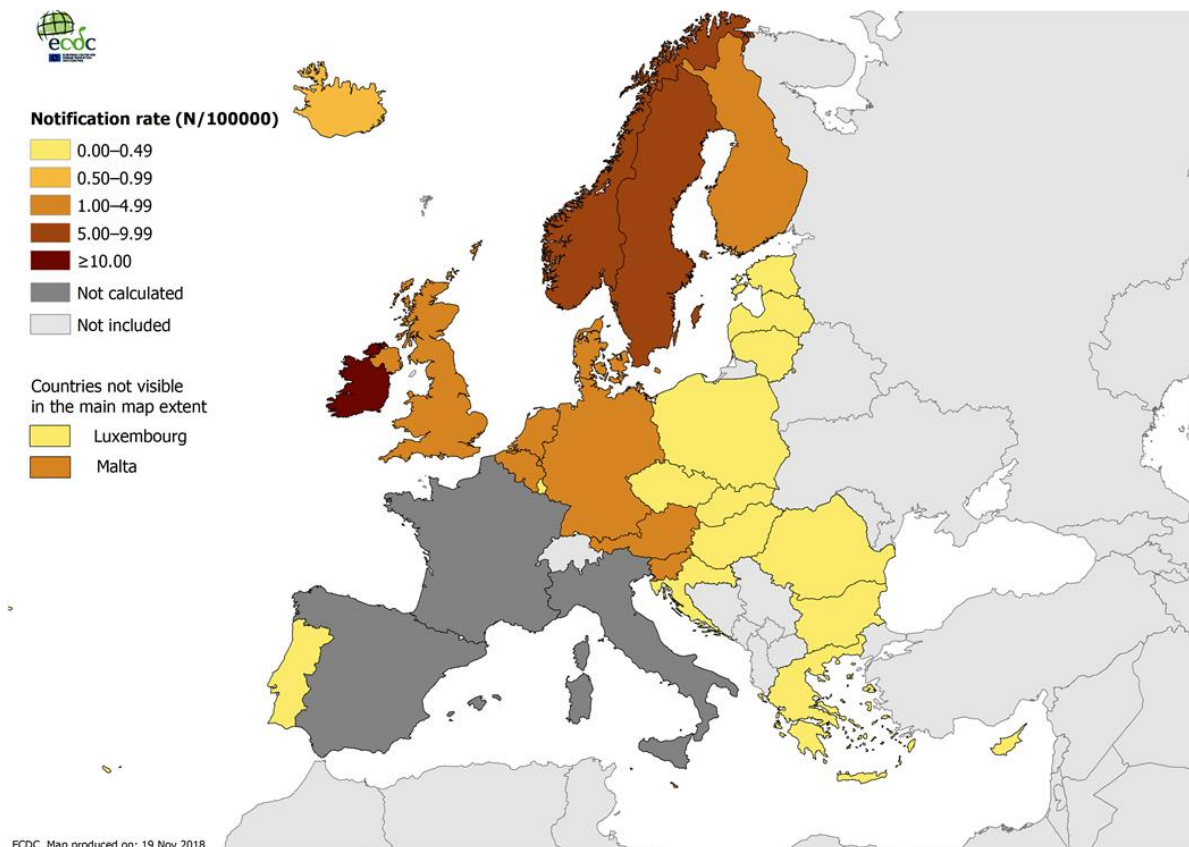 ecdc
Notification rate (N/100000)
0.00–0.49
0.50–0.99
1.00–4.99
5.00–9.99
≥10.00
Not calculated
Not included
Countries not visible
in the main map extent
Luxembourg
Malta
ECDC. Map produced on: 19 Nov 2018